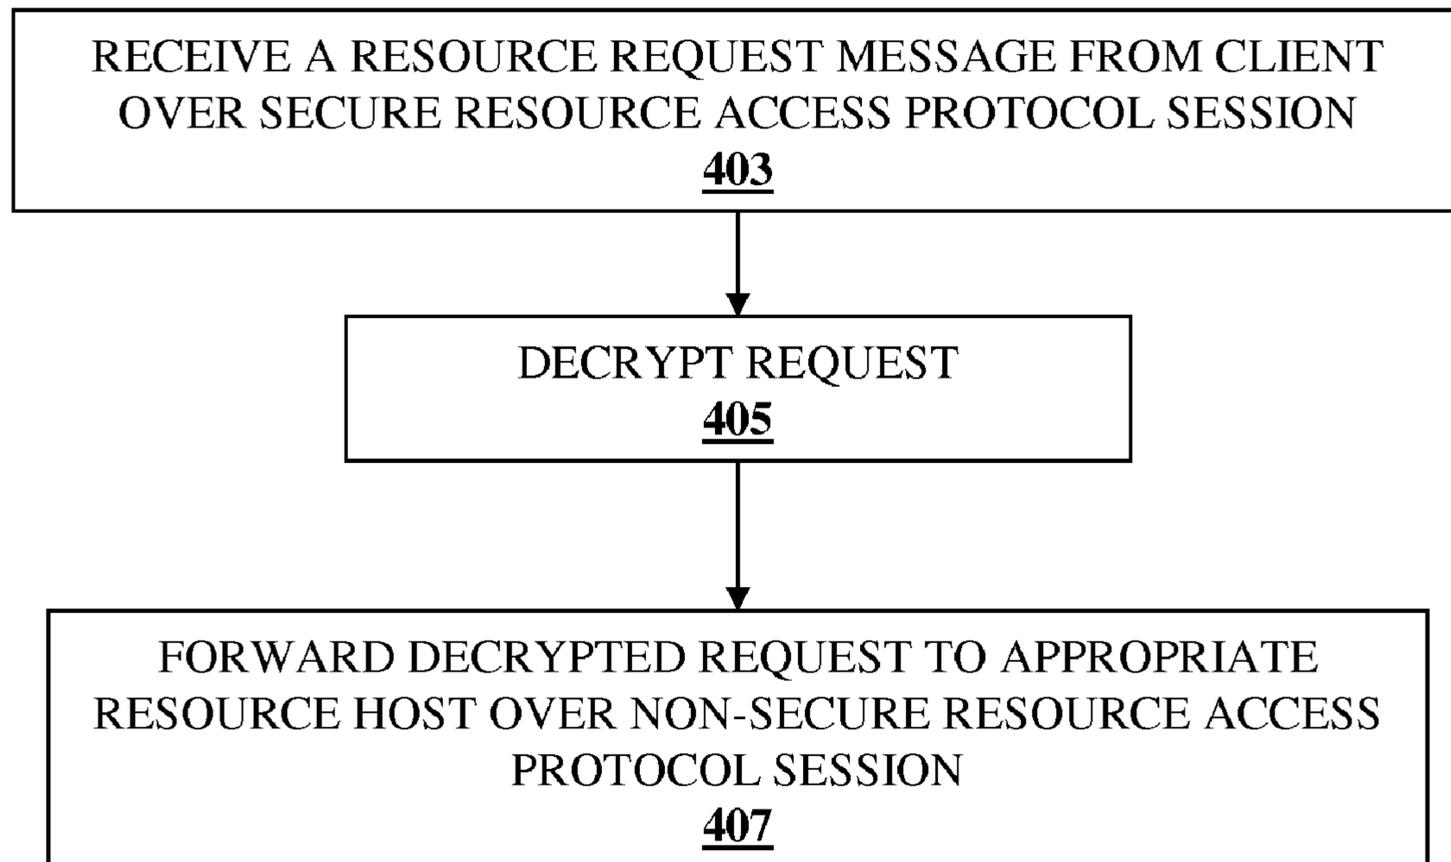 RECEIVE A RESOURCE REQUEST MESSAGE FROM CLIENT
OVER SECURE RESOURCE ACCESS PROTOCOL SESSION
403
DECRYPT REQUEST
405
FORWARD DECRYPTED REQUEST TO APPROPRIATE
RESOURCE HOST OVER NON-SECURE RESOURCE ACCESS
PROTOCOL SESSION
407